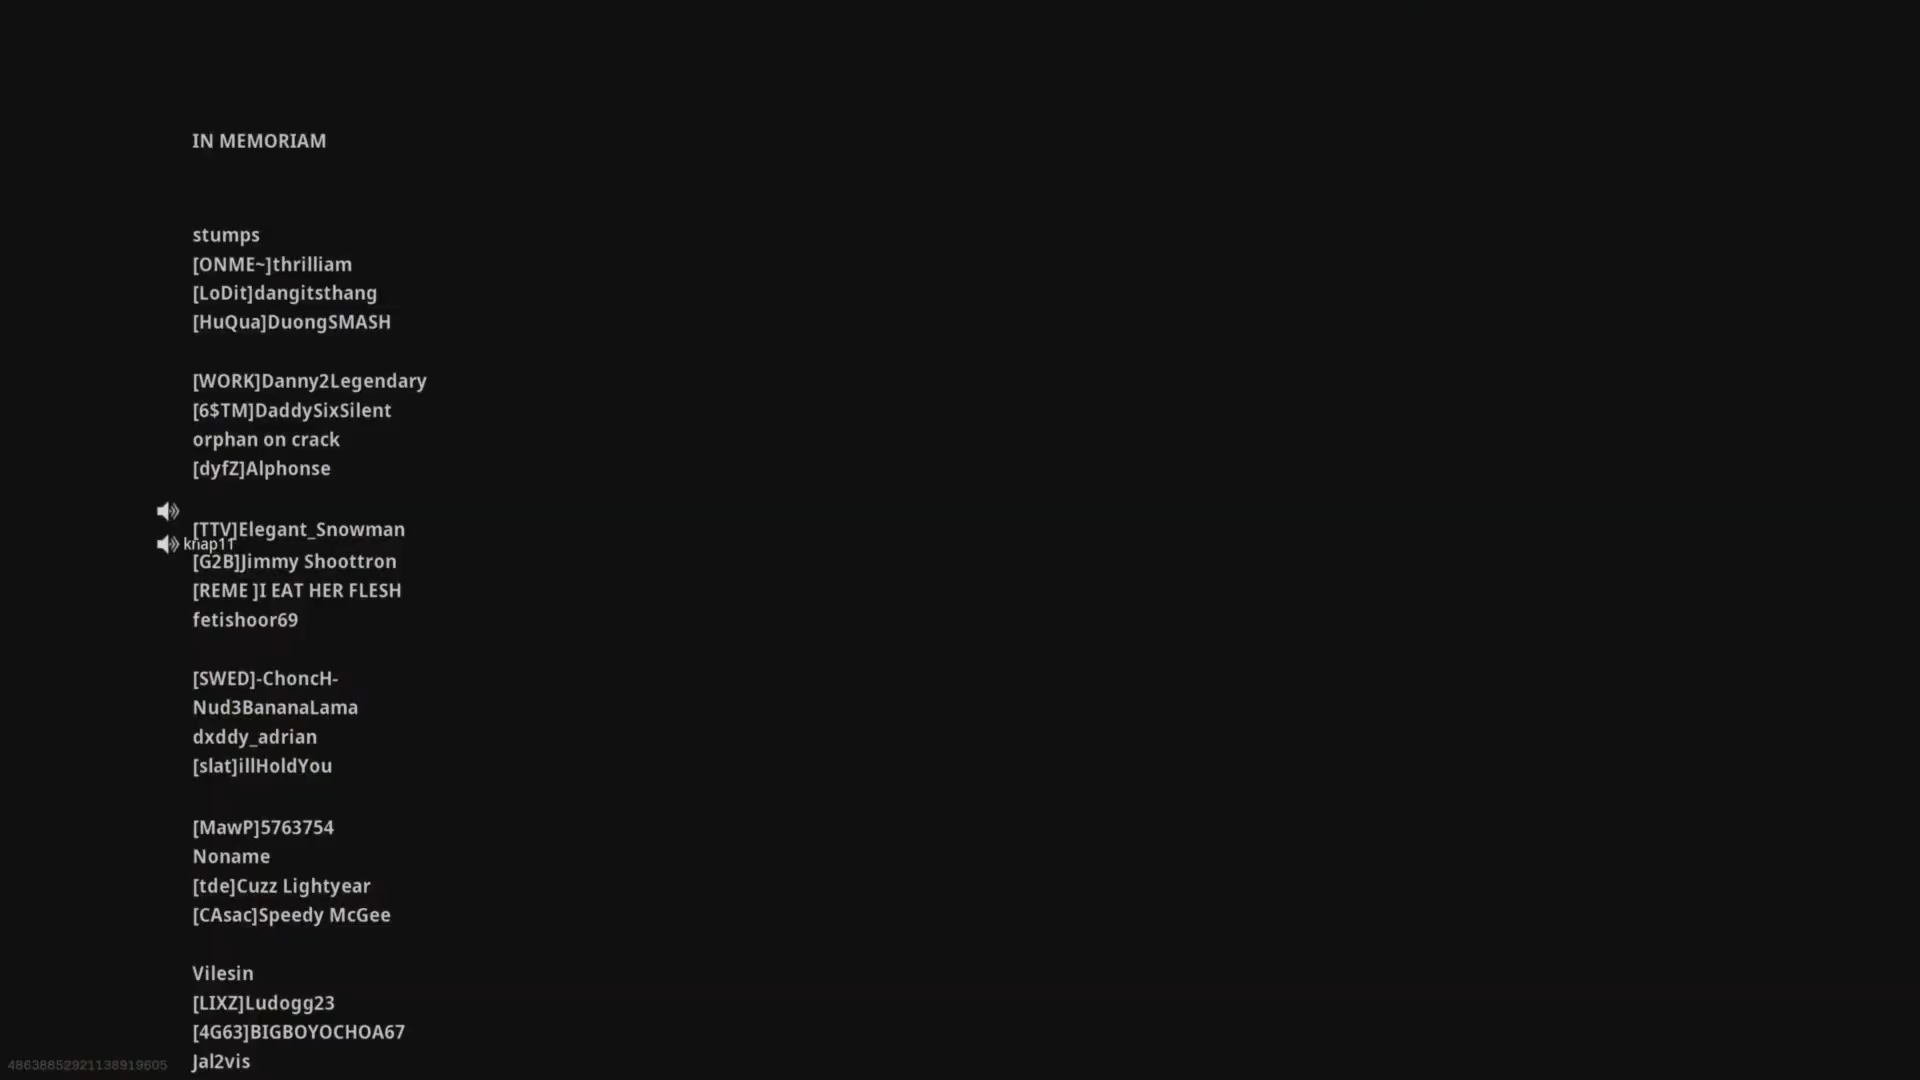 IN MEMORIAM
stumps
[ONME~]thrilliam
[LoDit]dangitsthang
[HuQua]DuongSMASH
[WORK]Danny2Legendary
[6$TM]DaddySixSilent
orphan on crack
[dyfZ]Alphonse
[TTV]Elegant_Snowman
knap11
[G2B]Jimmy Shoottron
[REME ]I EAT HER FLESH
fetishoor69
[SWED]-ChoncH-
Nud3BananaLama
dxddy_adrian
[slat]illHoldYou
[MawP]5763754
Noname
[tde]Cuzz Lightyear
[CAsac]Speedy McGee
Vilesin
[LIXZ]Ludogg23
[4G63]BIGBOYOCHOA67
Jal2vis
48638852921138919605